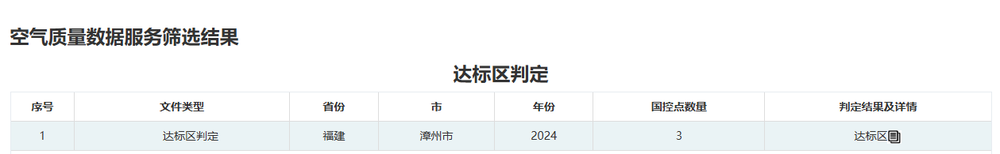 空气质量数据服务筛选结果
达标区判定
序号 文件类型 省份 市 年份 国控点数量 判定结果及详情
1 达标区判定 福建 漳州市 2024 3 达标区